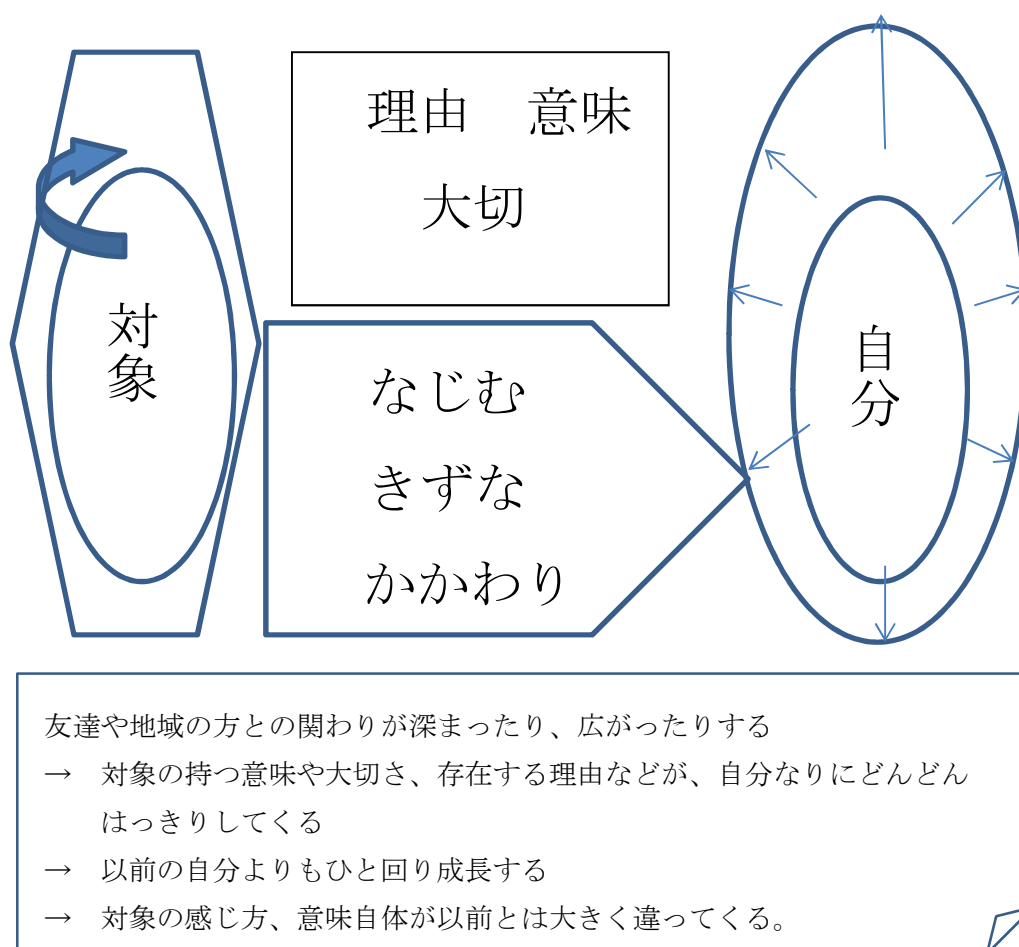 理由　意味
大切
対象
なじむ
きずな
かかわり
自分
友達や地域の方との関わりが深まったり、広がったりする
→　対象の持つ意味や大切さ、存在する理由などが、自分なりにどんどん
はっきりしてくる
→　以前の自分よりもひと回り成長する
→　対象の感じ方、意味自体が以前とは大きく違ってくる。